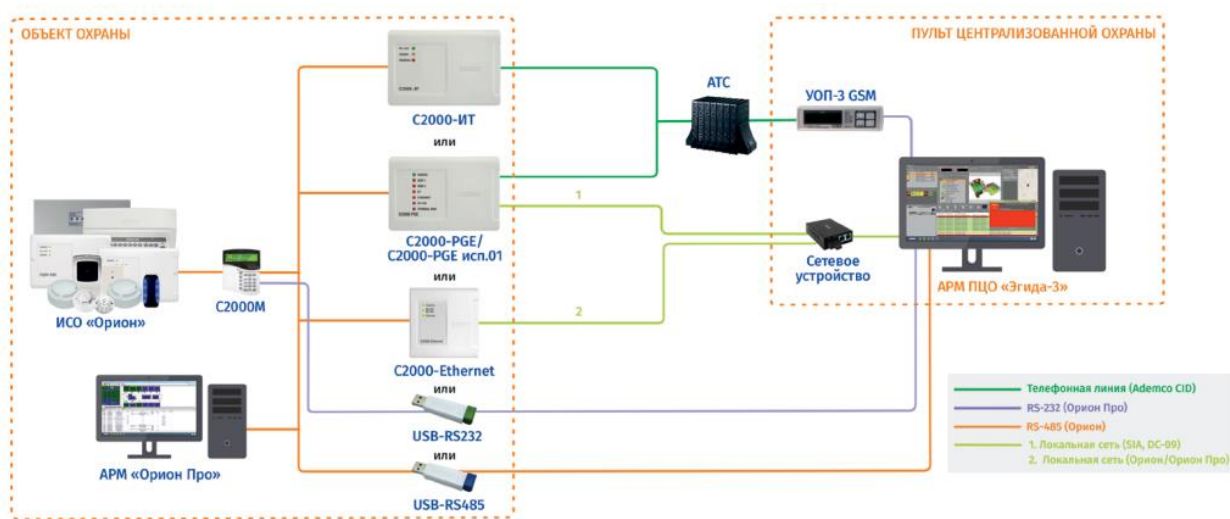 ОБЪЕКТ ОХРАНЫ
ПУЛЬТ ЦЕНТРАЛИЗОВАННОЙ ОХРАНЫ
С2000-ИТ
или
АТС
УОП-3 GSM
1
С2000-PGE/
С2000-PGE исп.01
или
Сетевое
устройство
АРМ ПЦО «Эгида-3»
С2000М
ИСО «Орион»
2
С2000-Ethernet
или
USB-RS232
или
USB-RS485
АРМ «Орион Про»
Телефонная линия (Ademco CID)
RS-232 (Орион Про)
RS-485 (Орион)
1. Локальная сеть (SIA, DC-09)
2. Локальная сеть (Орион/Орион Про)